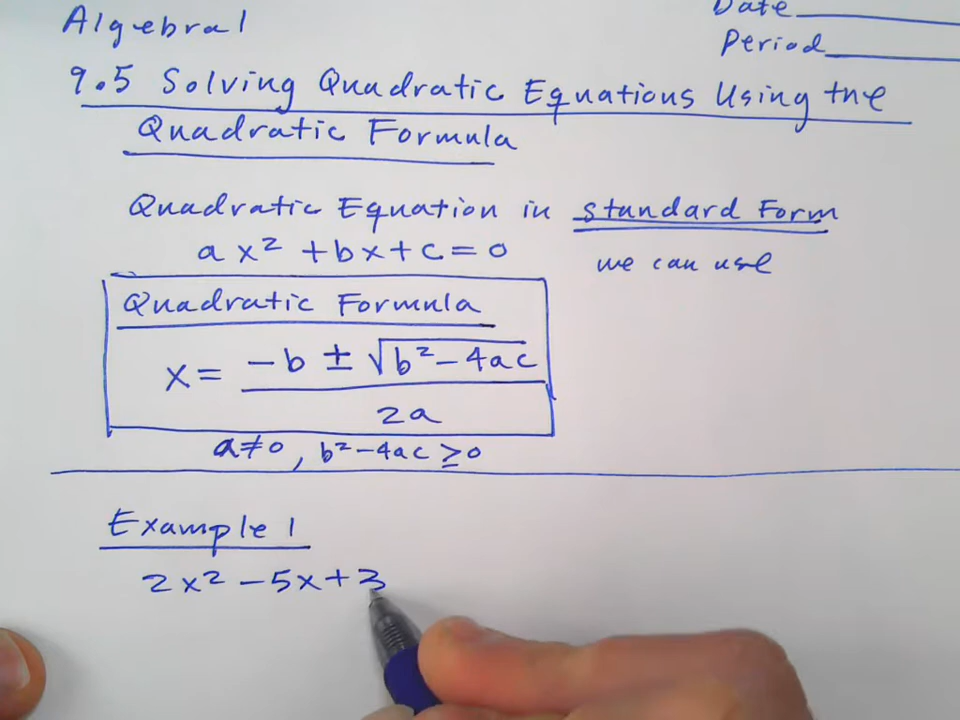 Algebra 1
Date
Period
9.5 Solving Quadratic Equations Using the
Quadratic Formula
Quadratic Equation in standard Form
ax² + bx + c = 0
we can use
Quadratic Formula
x = -b ± √b² - 4ac
2a
a ≠ 0, b² - 4ac ≥ 0
Example 1
2x² - 5x + 3